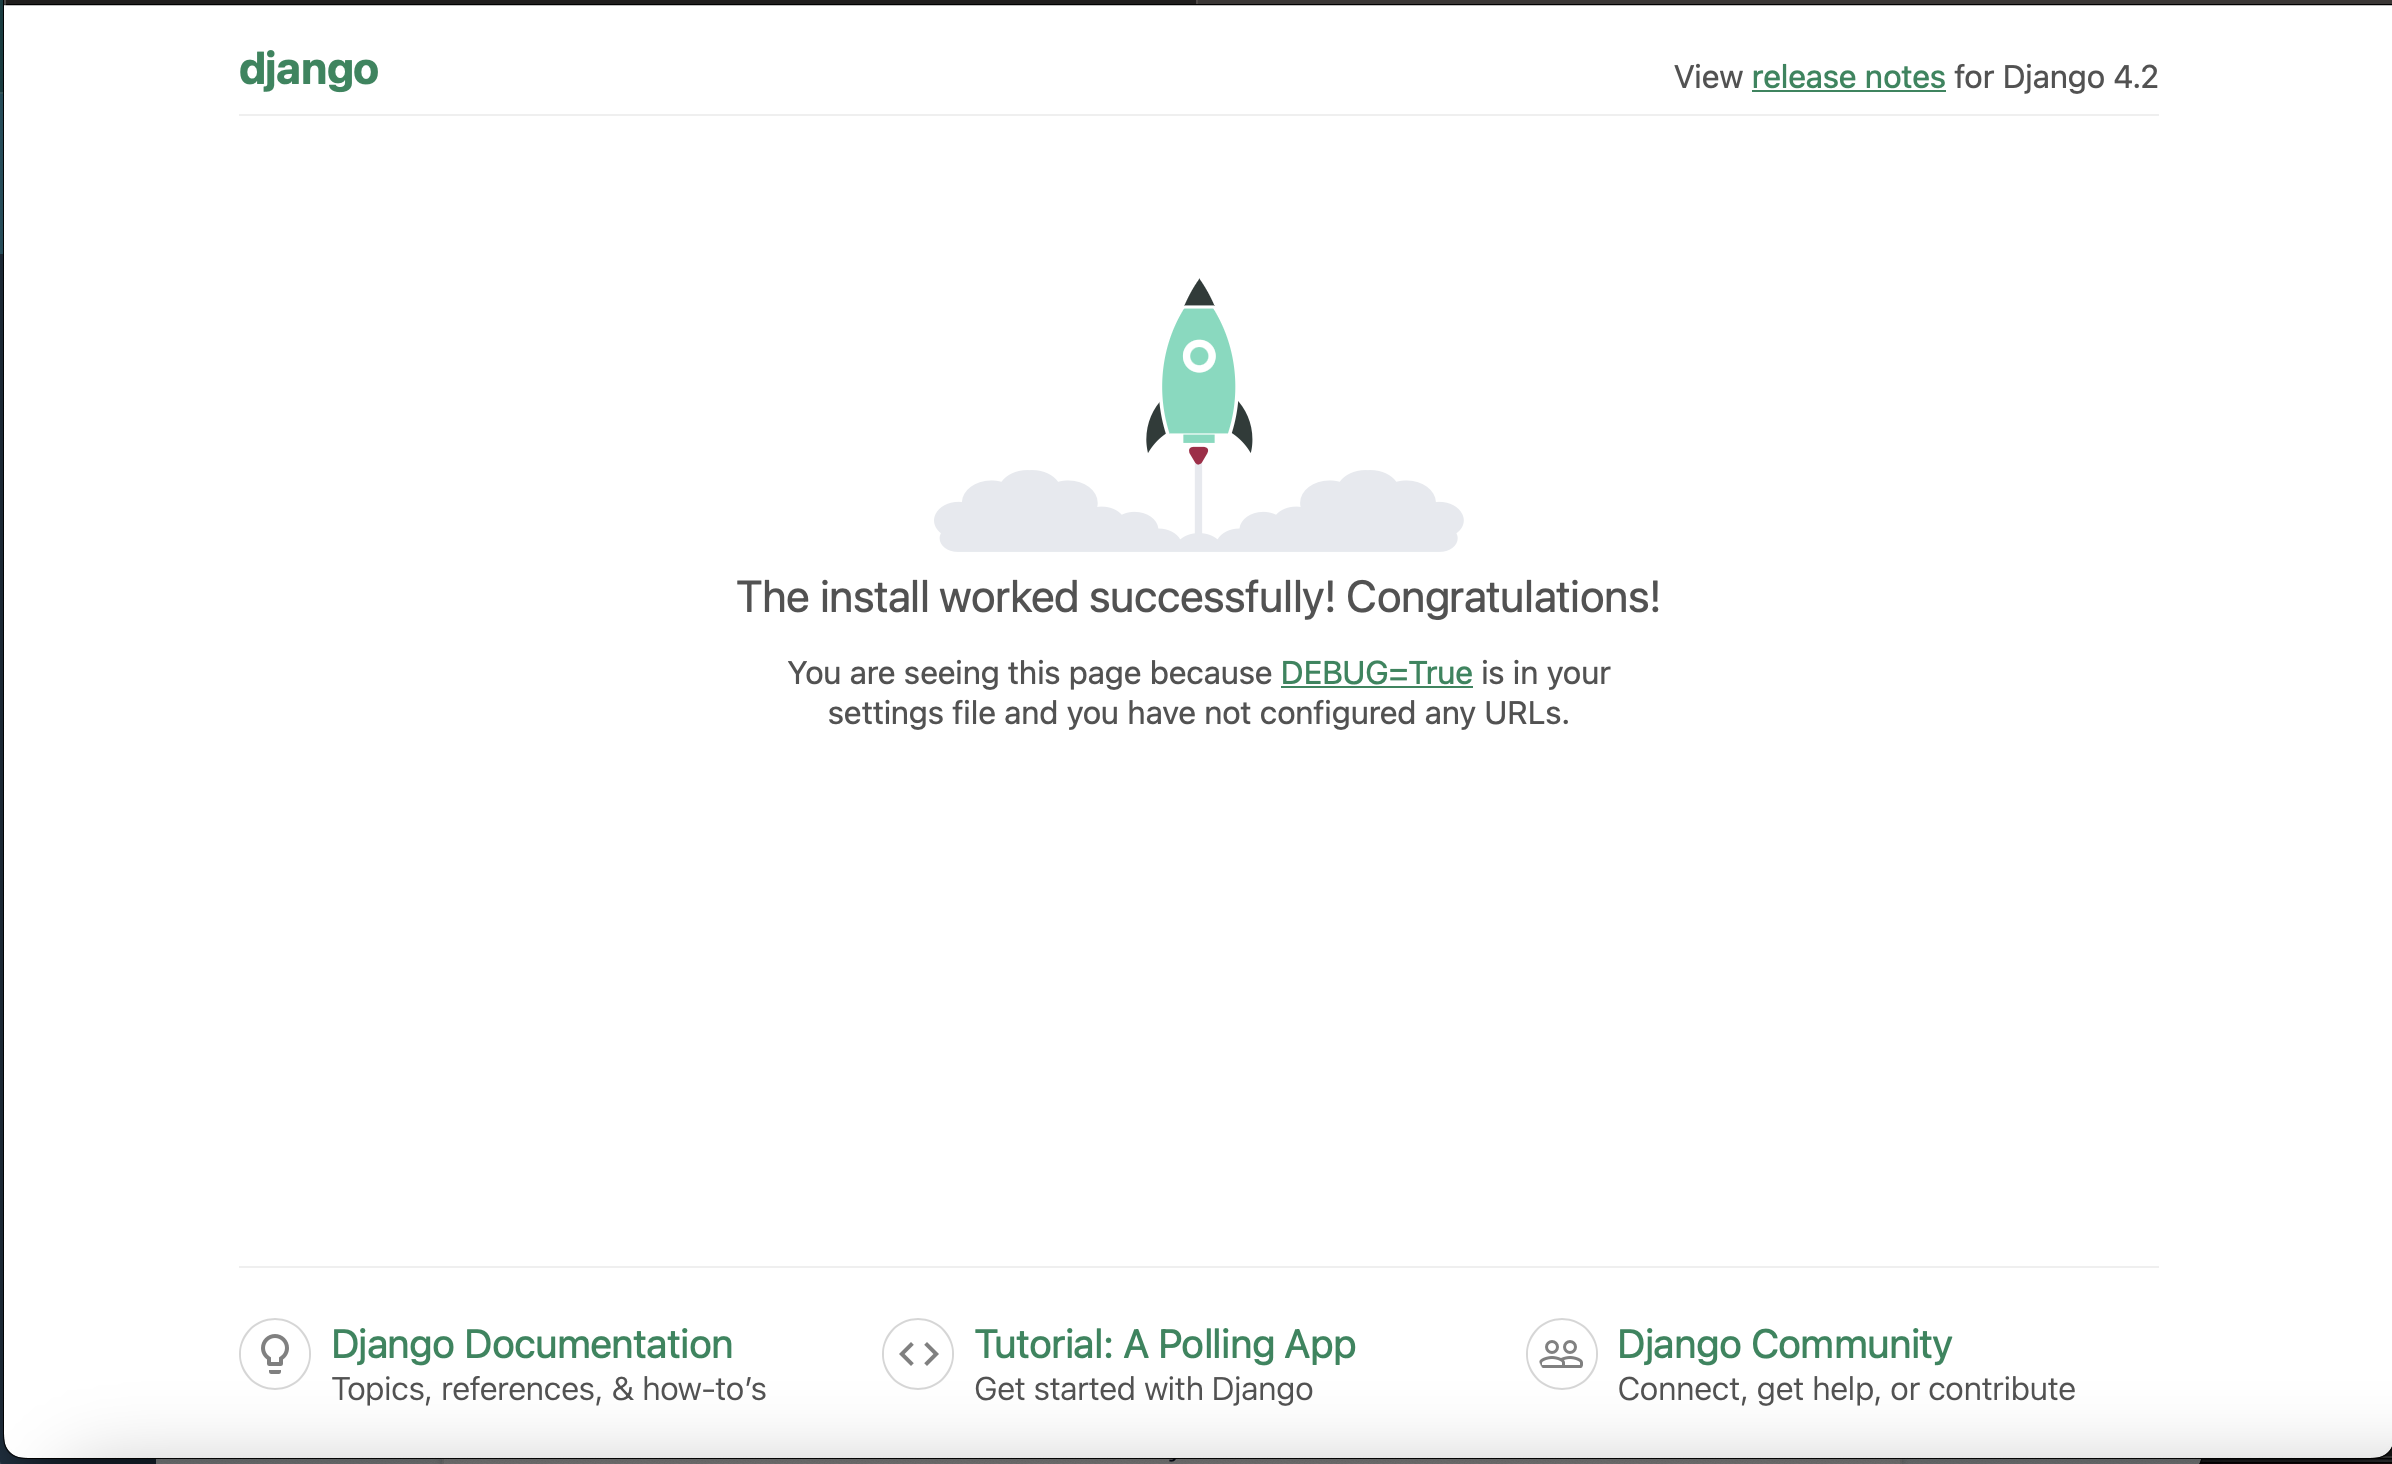 django
View release notes for Django 4.2
The install worked successfully! Congratulations!
You are seeing this page because DEBUG=True is in your
settings file and you have not configured any URLs.
Django Documentation
Topics, references, & how-to’s
Tutorial: A Polling App
Get started with Django
Django Community
Connect, get help, or contribute